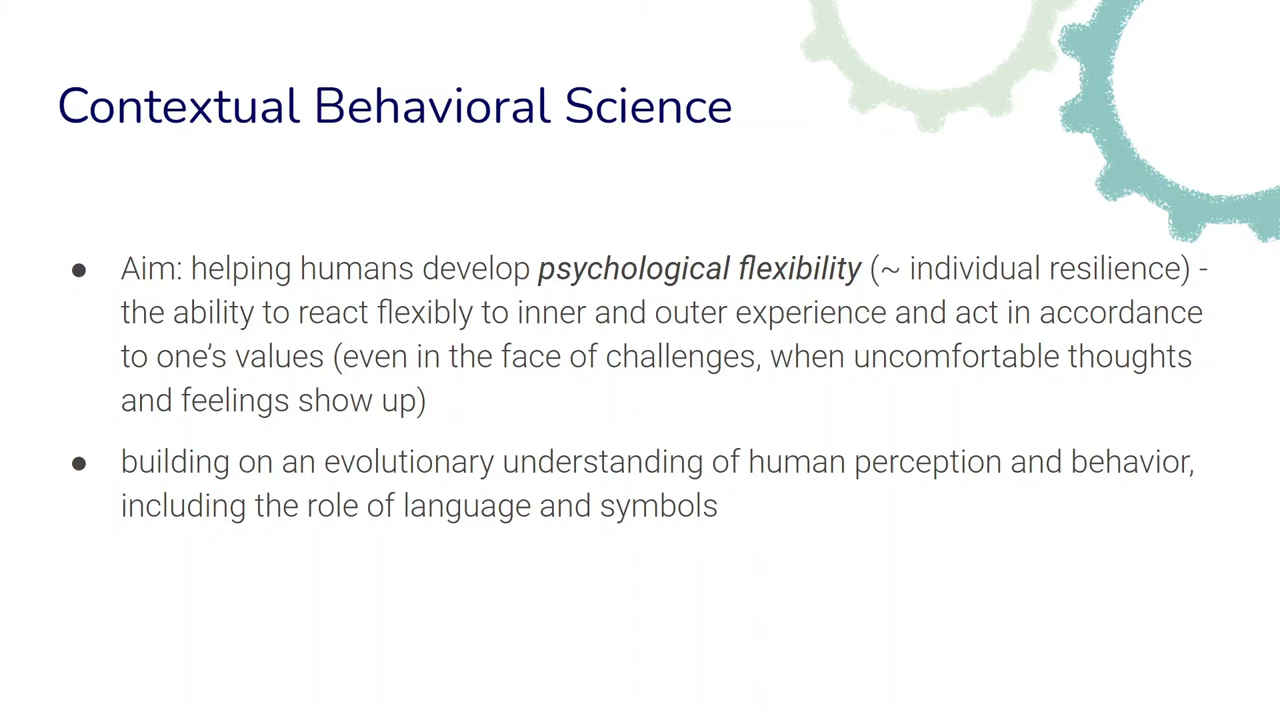 Contextual Behavioral Science
● Aim: helping humans develop psychological flexibility (~ individual resilience) -
the ability to react flexibly to inner and outer experience and act in accordance
to one’s values (even in the face of challenges, when uncomfortable thoughts
and feelings show up)
● building on an evolutionary understanding of human perception and behavior,
including the role of language and symbols